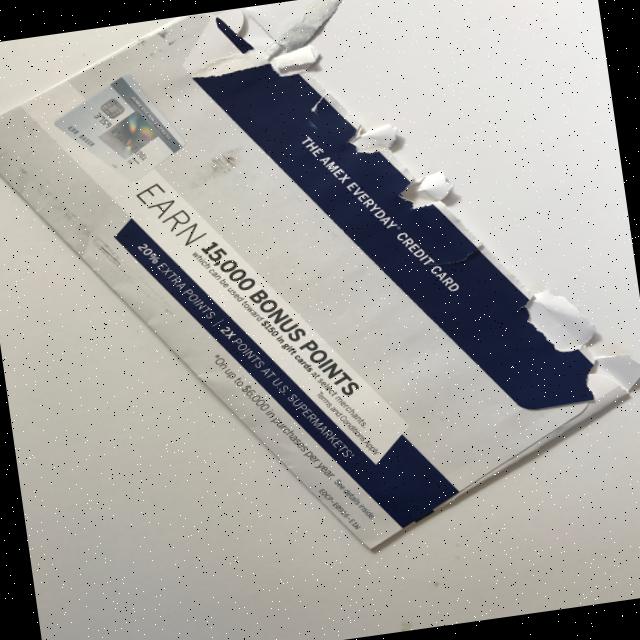 THE AMEX EVERYDAY® CREDIT CARD
EARN 15,000 BONUS POINTS
which can be used toward $150 in gift cards at select merchants.
Terms and Conditions Apply.
20% EXTRA POINTS | 2X POINTS AT U.S. SUPERMARKETS*
*On up to $6,000 in purchases per year. See details inside.